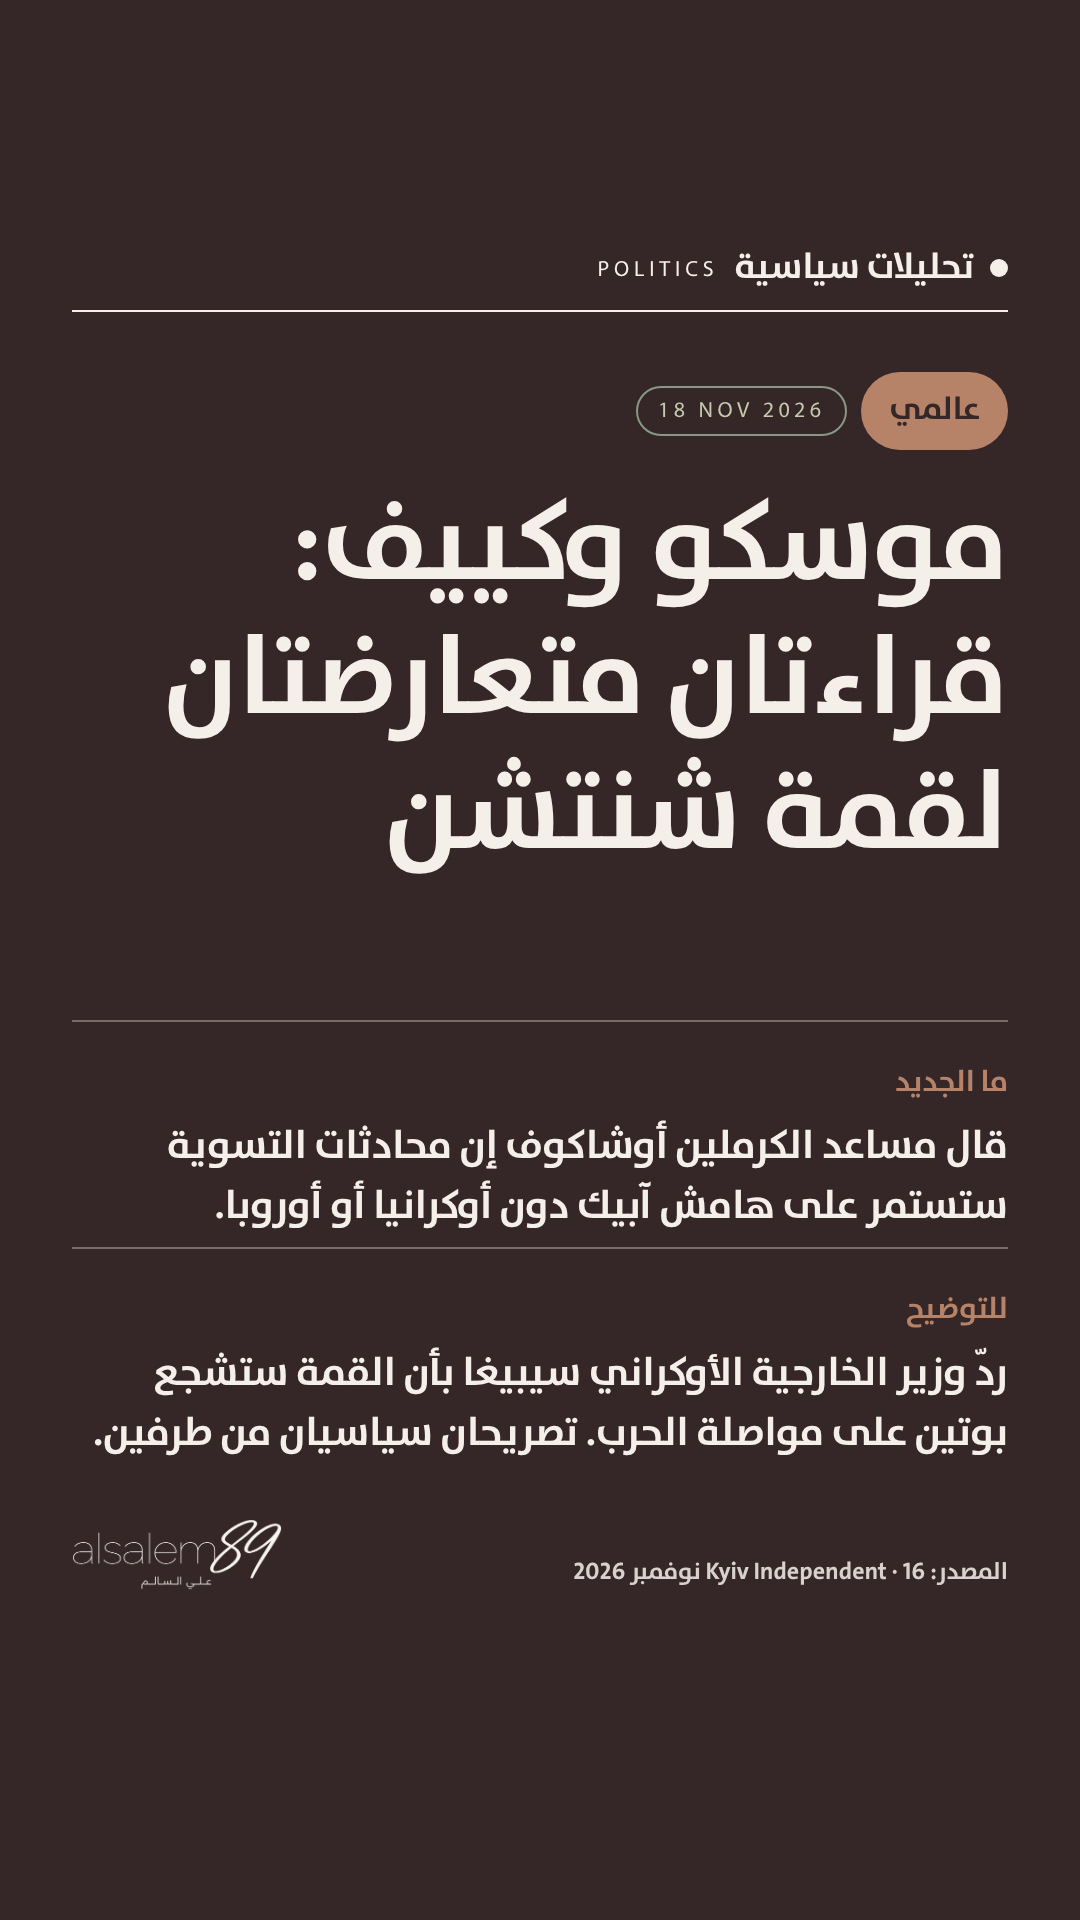 تحليلات سياسية POLITICS
عالمي 18 NOV 2026
موسكو وكييف:
قراءتان متعارضتان
لقمة شنتشن
ما الجديد
قال مساعد الكرملين أوشاكوف إن محادثات التسوية
ستستمر على هامش آبيك دون أوكرانيا أو أوروبا.
للتوضيح
ردّ وزير الخارجية الأوكراني سيبيغا بأن القمة ستشجع
بوتين على مواصلة الحرب. تصريحان سياسيان من طرفين.
المصدر: Kyiv Independent · 16 نوفمبر 2026
alsalem89
علي السالم